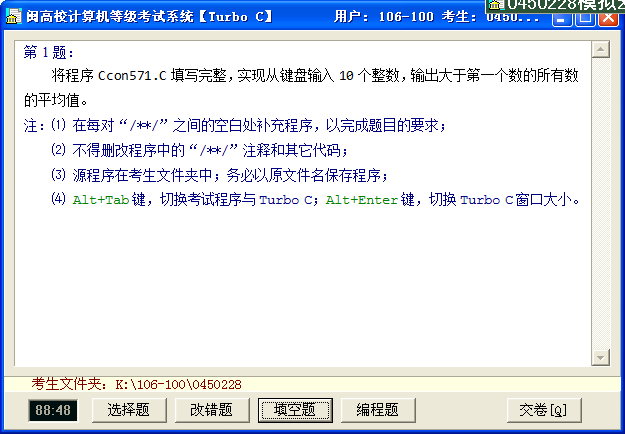 0450228模拟
闽高校计算机等级考试系统【Turbo C】 用户: 106-100 考生: 0450...
第 1 题:
将程序 Ccon571.C 填写完整,实现从键盘输入 10 个整数,输出大于第一个数的所有数
的平均值。
注: ⑴ 在每对“/**/”之间的空白处补充程序,以完成题目的要求;
⑵ 不得删改程序中的“/**/”注释和其它代码;
⑶ 源程序在考生文件夹中; 务必以原文件名保存程序;
⑷ Alt+Tab 键, 切换考试程序与 Turbo C; Alt+Enter 键, 切换 Turbo C 窗口大小。
考生文件夹: K:\106-100\0450228
88:48 选择题 改错题 填空题 编程题 交卷[Q]